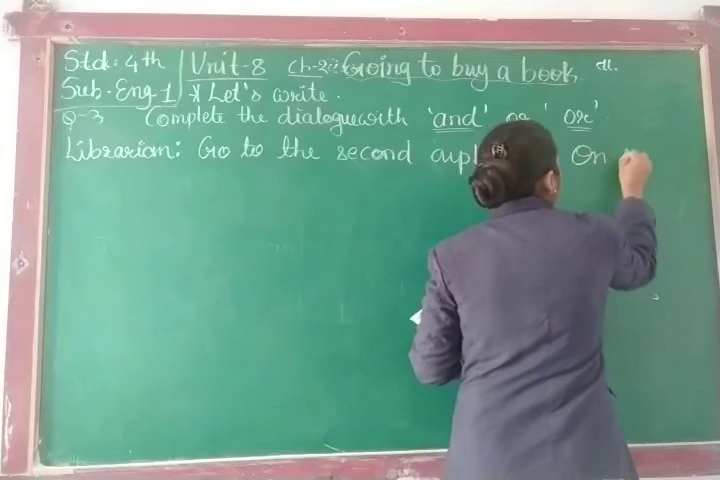 Std: 4th Unit-8 ch-2: Going to buy a book dt.
Sub-Eng-1 * Let's write.
Q-3 Complete the dialogue with 'and' or 'or'.
Librarian: Go to the second On